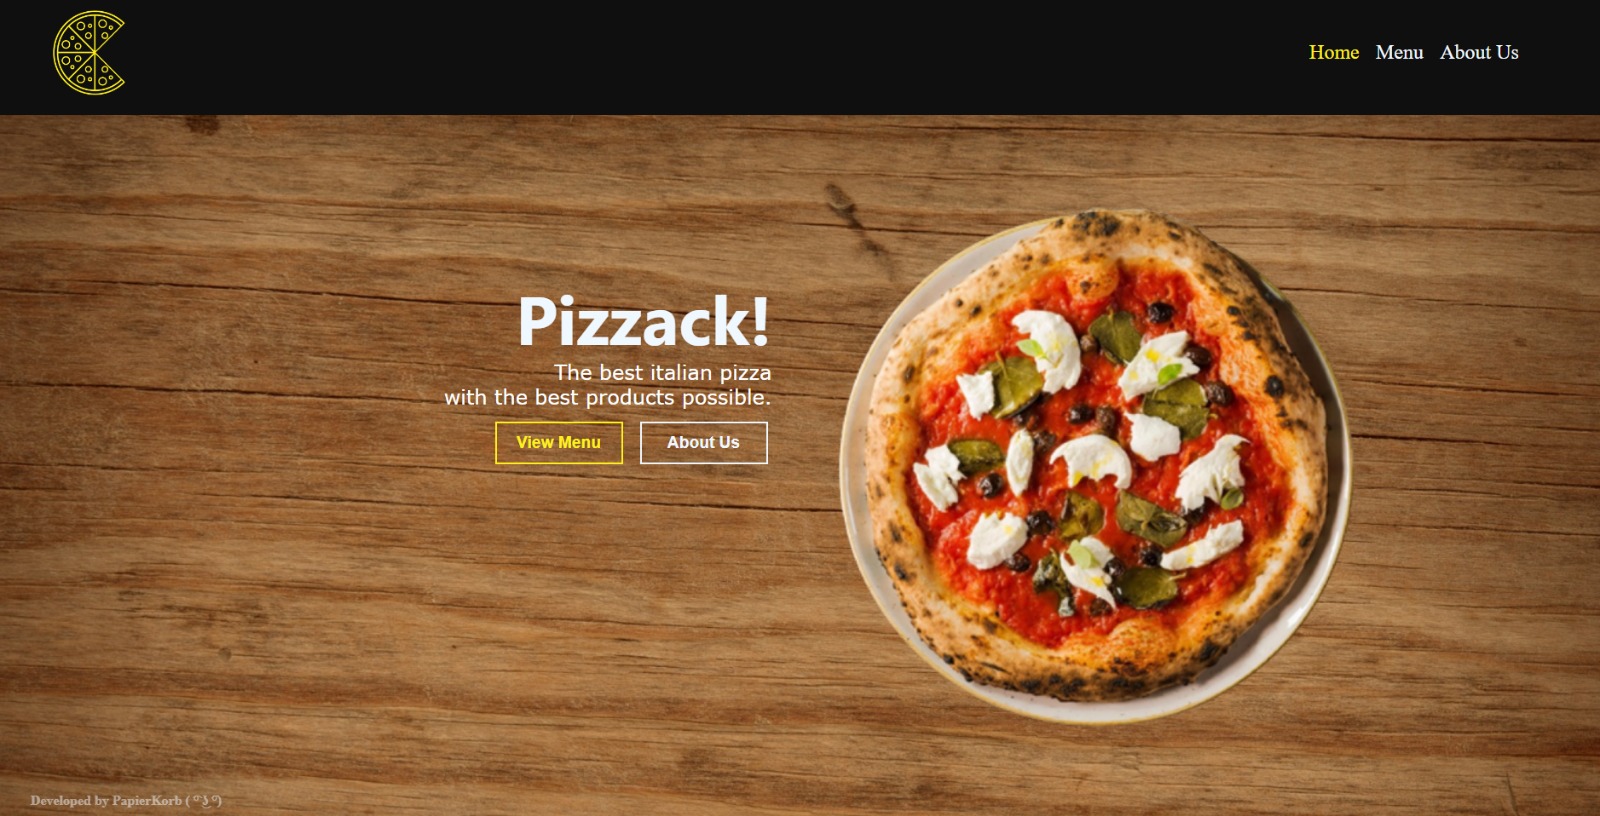 Home Menu About Us
Pizzack!
The best italian pizza
with the best products possible.
View Menu About Us
Developed by PapierKorb ( ͡° ͜ʖ ͡°)